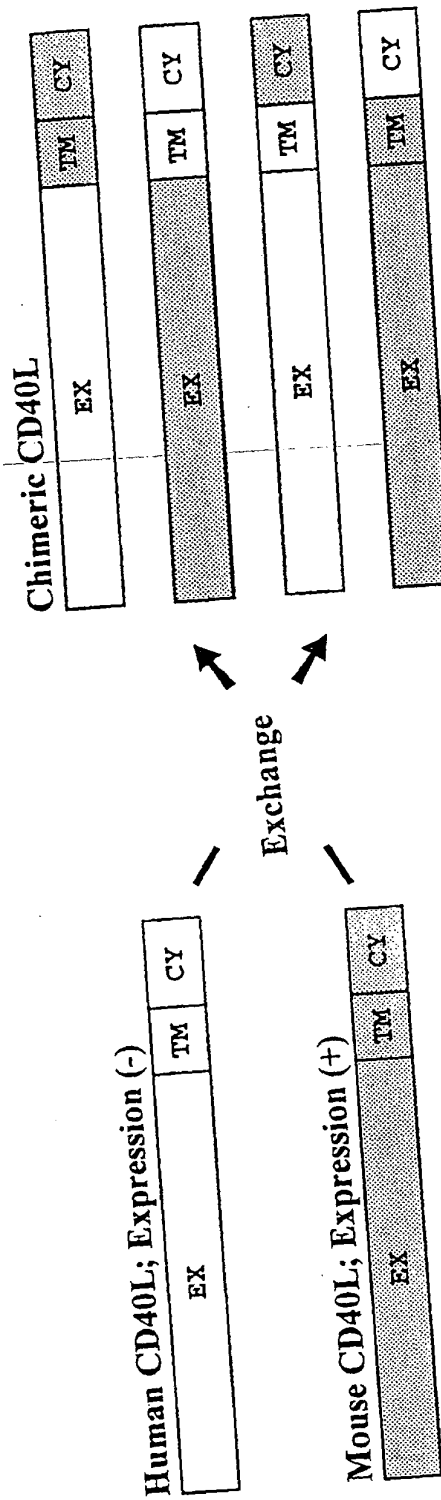 Human CD40L; Expression (-)
EX TM CY
Mouse CD40L; Expression (+)
EX TM CY
Exchange
Chimeric CD40L
EX TM CY
EX TM CY
EX TM CY
EX TM CY